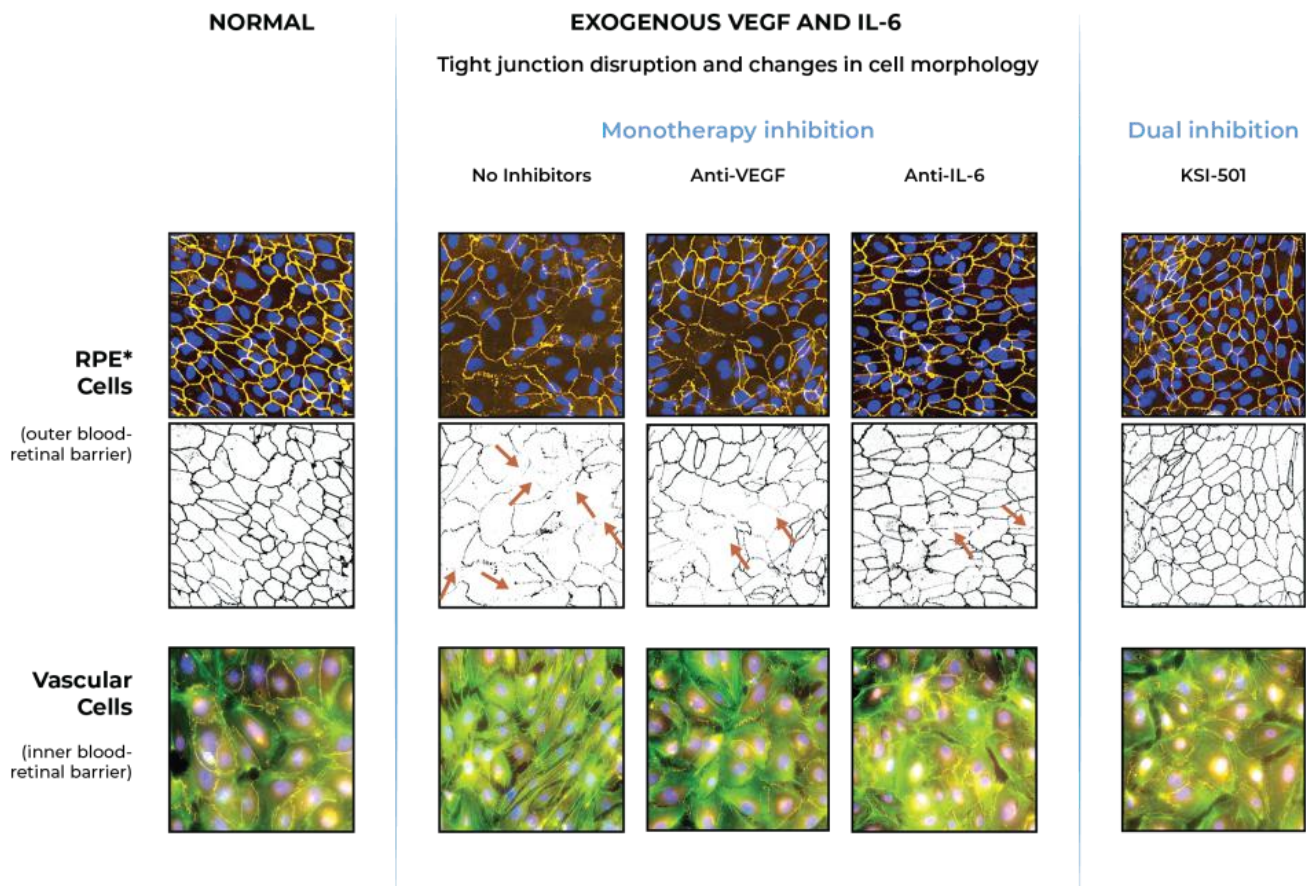 NORMAL
EXOGENOUS VEGF AND IL-6
Tight junction disruption and changes in cell morphology
Monotherapy inhibition
Dual inhibition
No Inhibitors
Anti-VEGF
Anti-IL-6
KSI-501
RPE*
Cells
(outer blood-
retinal barrier)
Vascular
Cells
(inner blood-
retinal barrier)